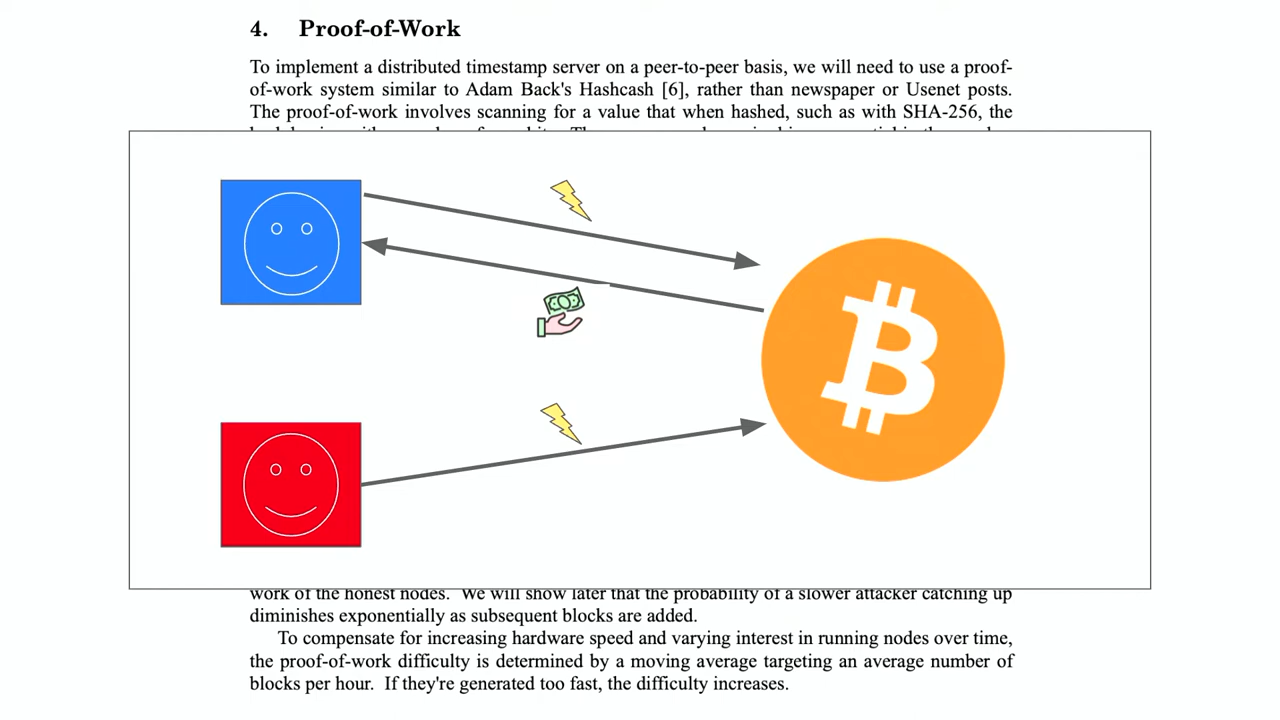 4. Proof-of-Work
To implement a distributed timestamp server on a peer-to-peer basis, we will need to use a proof-
of-work system similar to Adam Back's Hashcash [6], rather than newspaper or Usenet posts.
The proof-of-work involves scanning for a value that when hashed, such as with SHA-256, the
work of the honest nodes. We will show later that the probability of a slower attacker catching up
diminishes exponentially as subsequent blocks are added.
To compensate for increasing hardware speed and varying interest in running nodes over time,
the proof-of-work difficulty is determined by a moving average targeting an average number of
blocks per hour. If they're generated too fast, the difficulty increases.